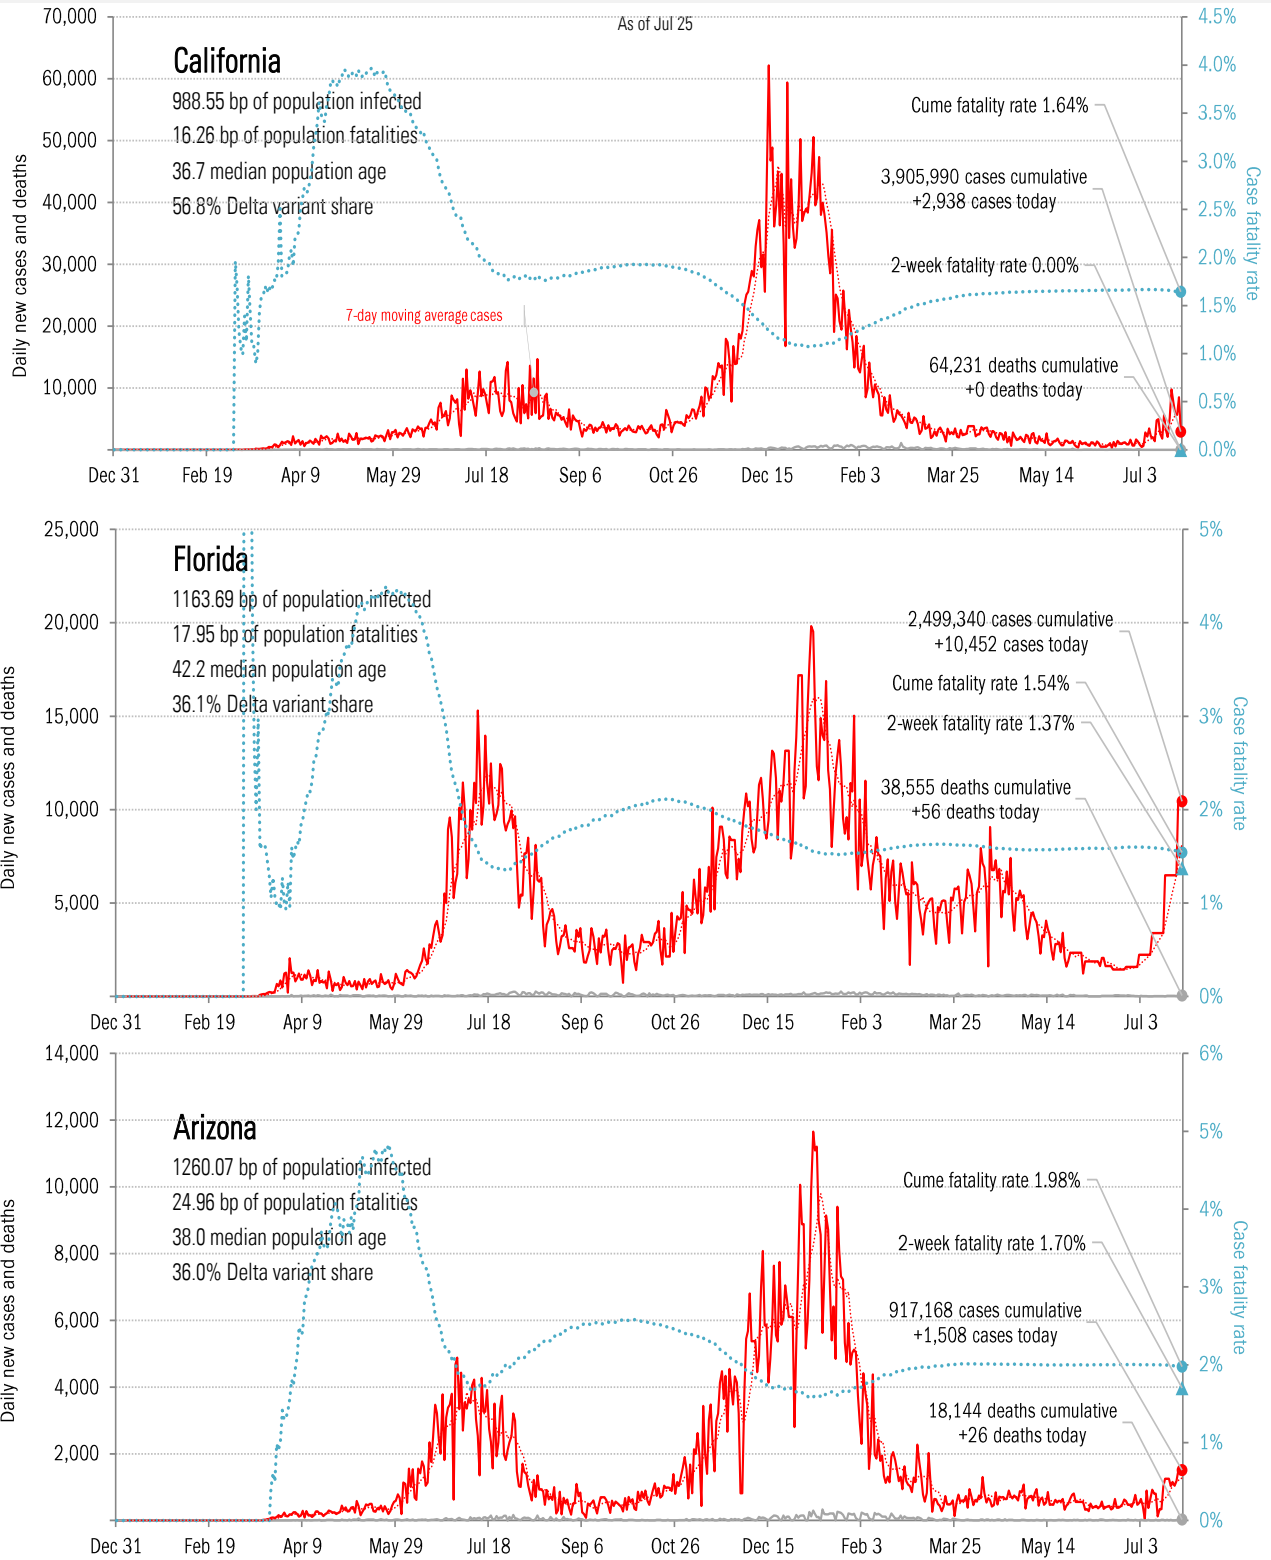 As of Jul 25
California
988.55 bp of population infected
16.26 bp of population fatalities
36.7 median population age
56.8% Delta variant share
Daily new cases and deaths
70,000
60,000
50,000
40,000
30,000
20,000
10,000
7-day moving average cases
Cume fatality rate 1.64%
3,905,990 cases cumulative
+2,938 cases today
2-week fatality rate 0.00%
64,231 deaths cumulative
+0 deaths today
4.5%
4.0%
3.5%
3.0%
2.5%
2.0%
1.5%
1.0%
0.5%
0.0%
Case fatality rate
Dec 31 Feb 19 Apr 9 May 29 Jul 18 Sep 6 Oct 26 Dec 15 Feb 3 Mar 25 May 14 Jul 3
Florida
1163.69 bp of population infected
17.95 bp of population fatalities
42.2 median population age
36.1% Delta variant share
Daily new cases and deaths
25,000
20,000
15,000
10,000
5,000
2,499,340 cases cumulative
+10,452 cases today
Cume fatality rate 1.54%
2-week fatality rate 1.37%
38,555 deaths cumulative
+56 deaths today
5%
4%
3%
2%
1%
0%
Case fatality rate
Dec 31 Feb 19 Apr 9 May 29 Jul 18 Sep 6 Oct 26 Dec 15 Feb 3 Mar 25 May 14 Jul 3
Arizona
1260.07 bp of population infected
24.96 bp of population fatalities
38.0 median population age
36.0% Delta variant share
Daily new cases and deaths
14,000
12,000
10,000
8,000
6,000
4,000
2,000
Cume fatality rate 1.98%
2-week fatality rate 1.70%
917,168 cases cumulative
+1,508 cases today
18,144 deaths cumulative
+26 deaths today
6%
5%
4%
3%
2%
1%
0%
Case fatality rate
Dec 31 Feb 19 Apr 9 May 29 Jul 18 Sep 6 Oct 26 Dec 15 Feb 3 Mar 25 May 14 Jul 3